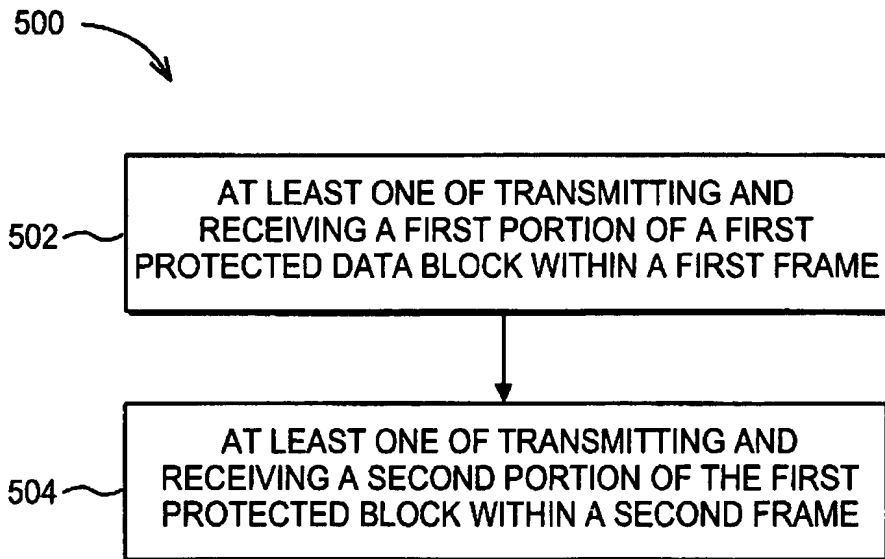 500
502
AT LEAST ONE OF TRANSMITTING AND
RECEIVING A FIRST PORTION OF A FIRST
PROTECTED DATA BLOCK WITHIN A FIRST FRAME
504
AT LEAST ONE OF TRANSMITTING AND
RECEIVING A SECOND PORTION OF THE FIRST
PROTECTED BLOCK WITHIN A SECOND FRAME